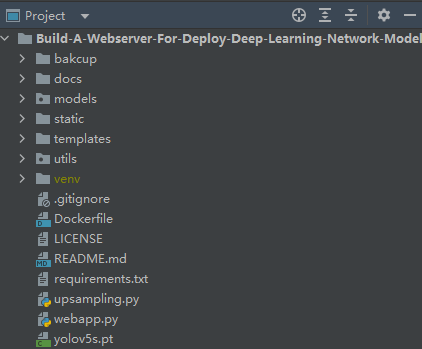 Project
Build-A-Webserver-For-Deploy-Deep-Learning-Network-Model
bakcup
docs
models
static
templates
utils
venv
.gitignore
Dockerfile
LICENSE
README.md
requirements.txt
upsampling.py
webapp.py
yolov5s.pt